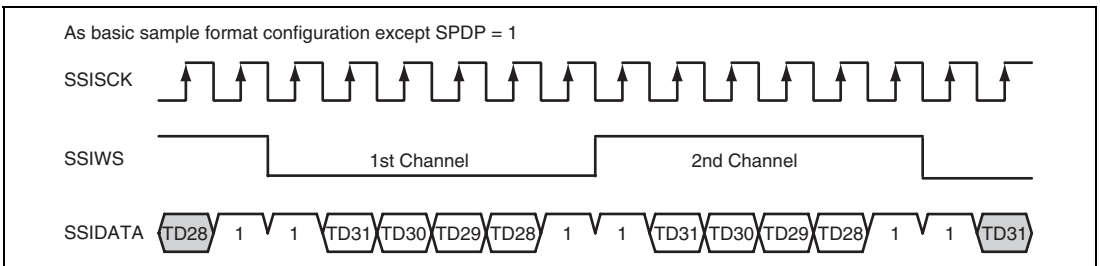 As basic sample format configuration except SPDP = 1
SSISCK
SSIWS 1st Channel 2nd Channel
SSIDATA TD28 1 1 TD31 TD30 TD29 TD28 1 1 TD31 TD30 TD29 TD28 1 1 TD31